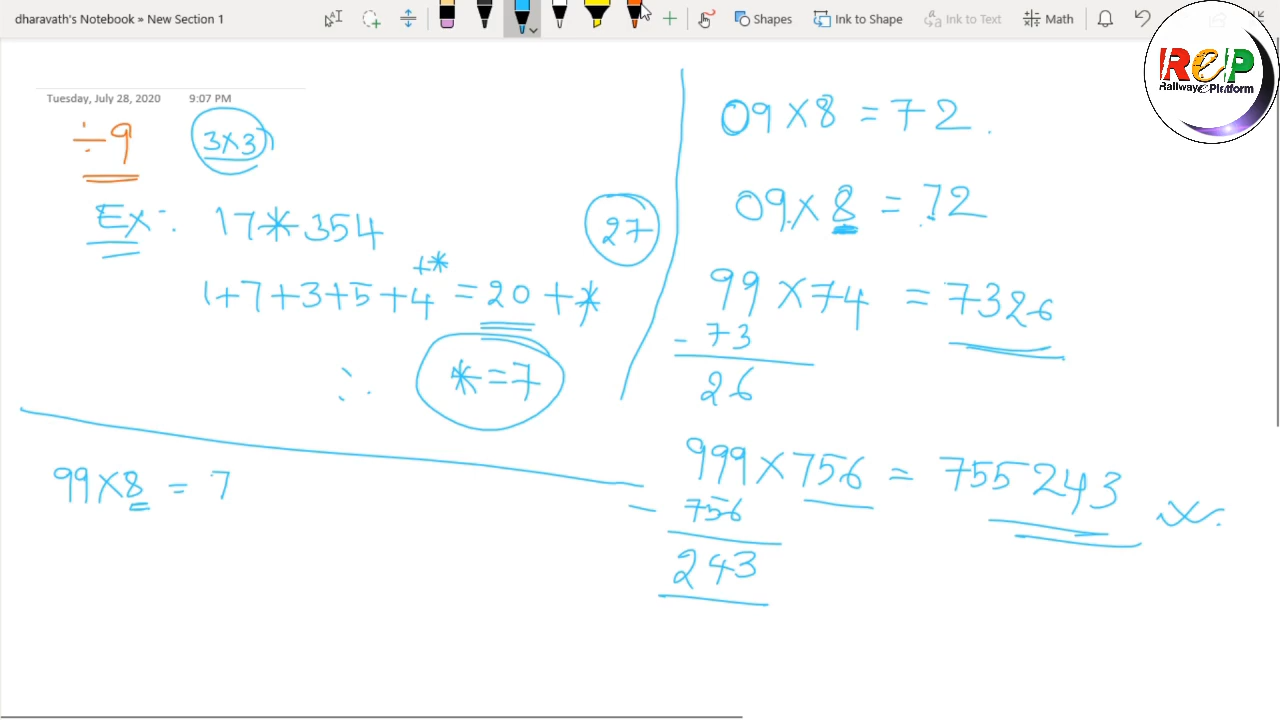 dharavath's Notebook » New Section 1
Shapes
Ink to Shape
Ink to Text
Math
ReP
Railway e Platform
Tuesday, July 28, 2020 9:07 PM
÷9 3×3
Ex: 17*354
27
+*
1+7+3+5+4 = 20 + *
∴ * = 7
99×8 = 7
09×8 = 72.
09×8 = 72
99×74 = 7326
- 73
26
999×756 = 755243
- 756
243